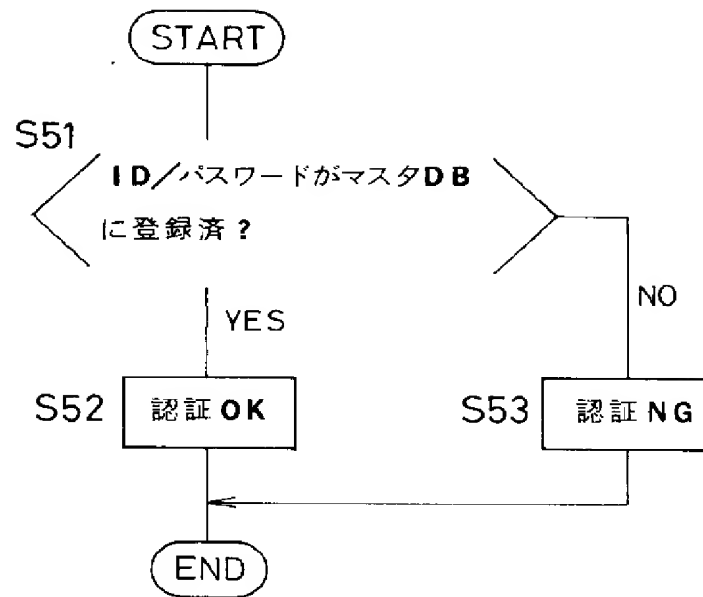 START
S51
ID/パスワードがマスタDB
に登録済?
NO
YES
S52
認証OK
S53
認証NG
END